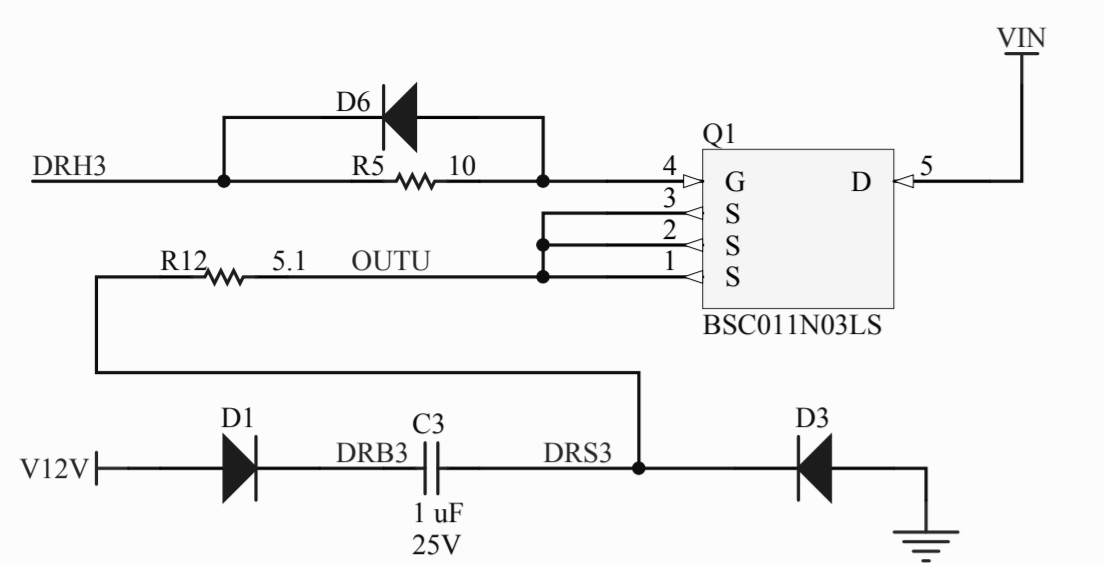 VIN
D6
Q1
DRH3
R5
10
4
G
D
5
3
S
2
S
R12
5.1
OUTU
1
S
BSC011N03LS
D1
C3
D3
V12V
DRB3
DRS3
1 uF
25V